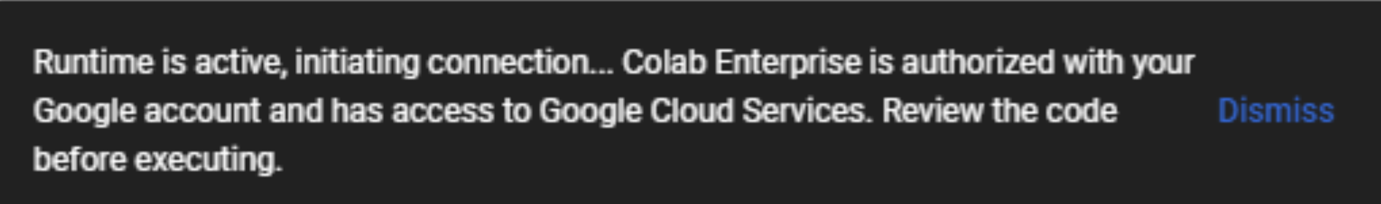 Runtime is active, initiating connection... Colab Enterprise is authorized with your
Google account and has access to Google Cloud Services. Review the code
before executing.
Dismiss